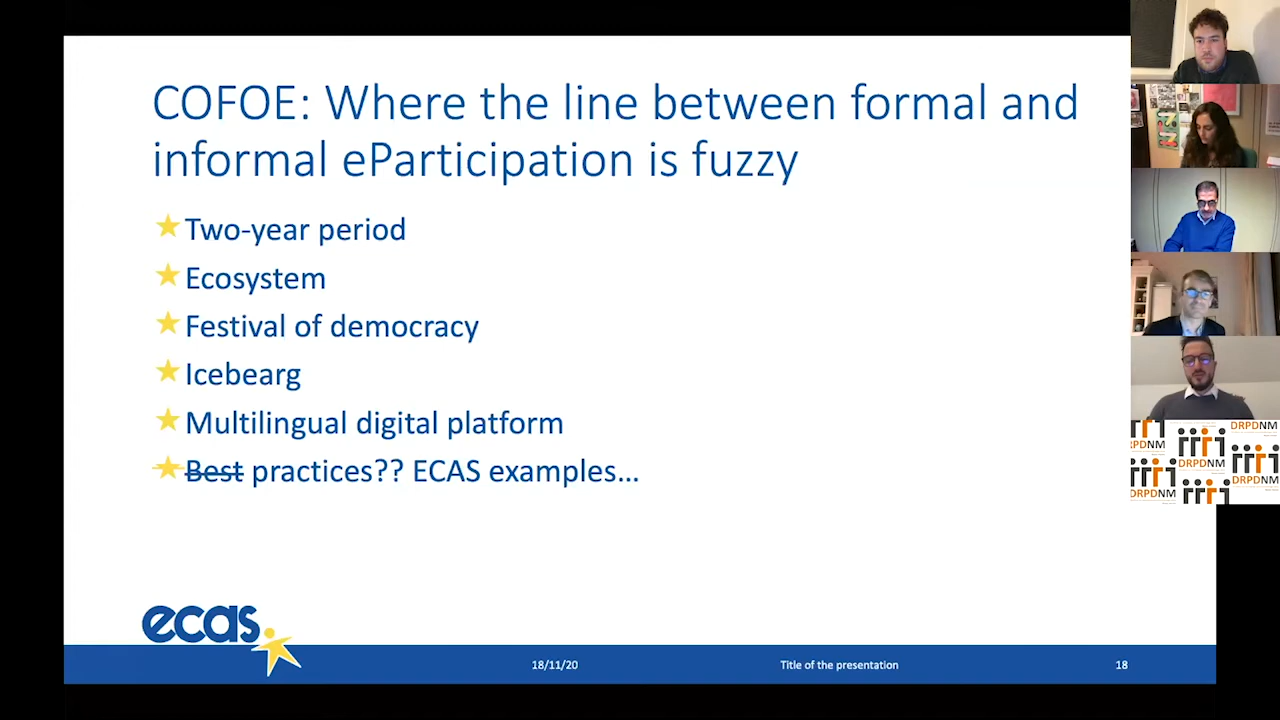 COFOE: Where the line between formal and
informal eParticipation is fuzzy
Two-year period
Ecosystem
Festival of democracy
Icebearg
Multilingual digital platform
Best practices?? ECAS examples...
ecas
18/11/20
Title of the presentation
18
DRPDNM
RPDNM
DRPDNM
DRPDNM
DRPDNM